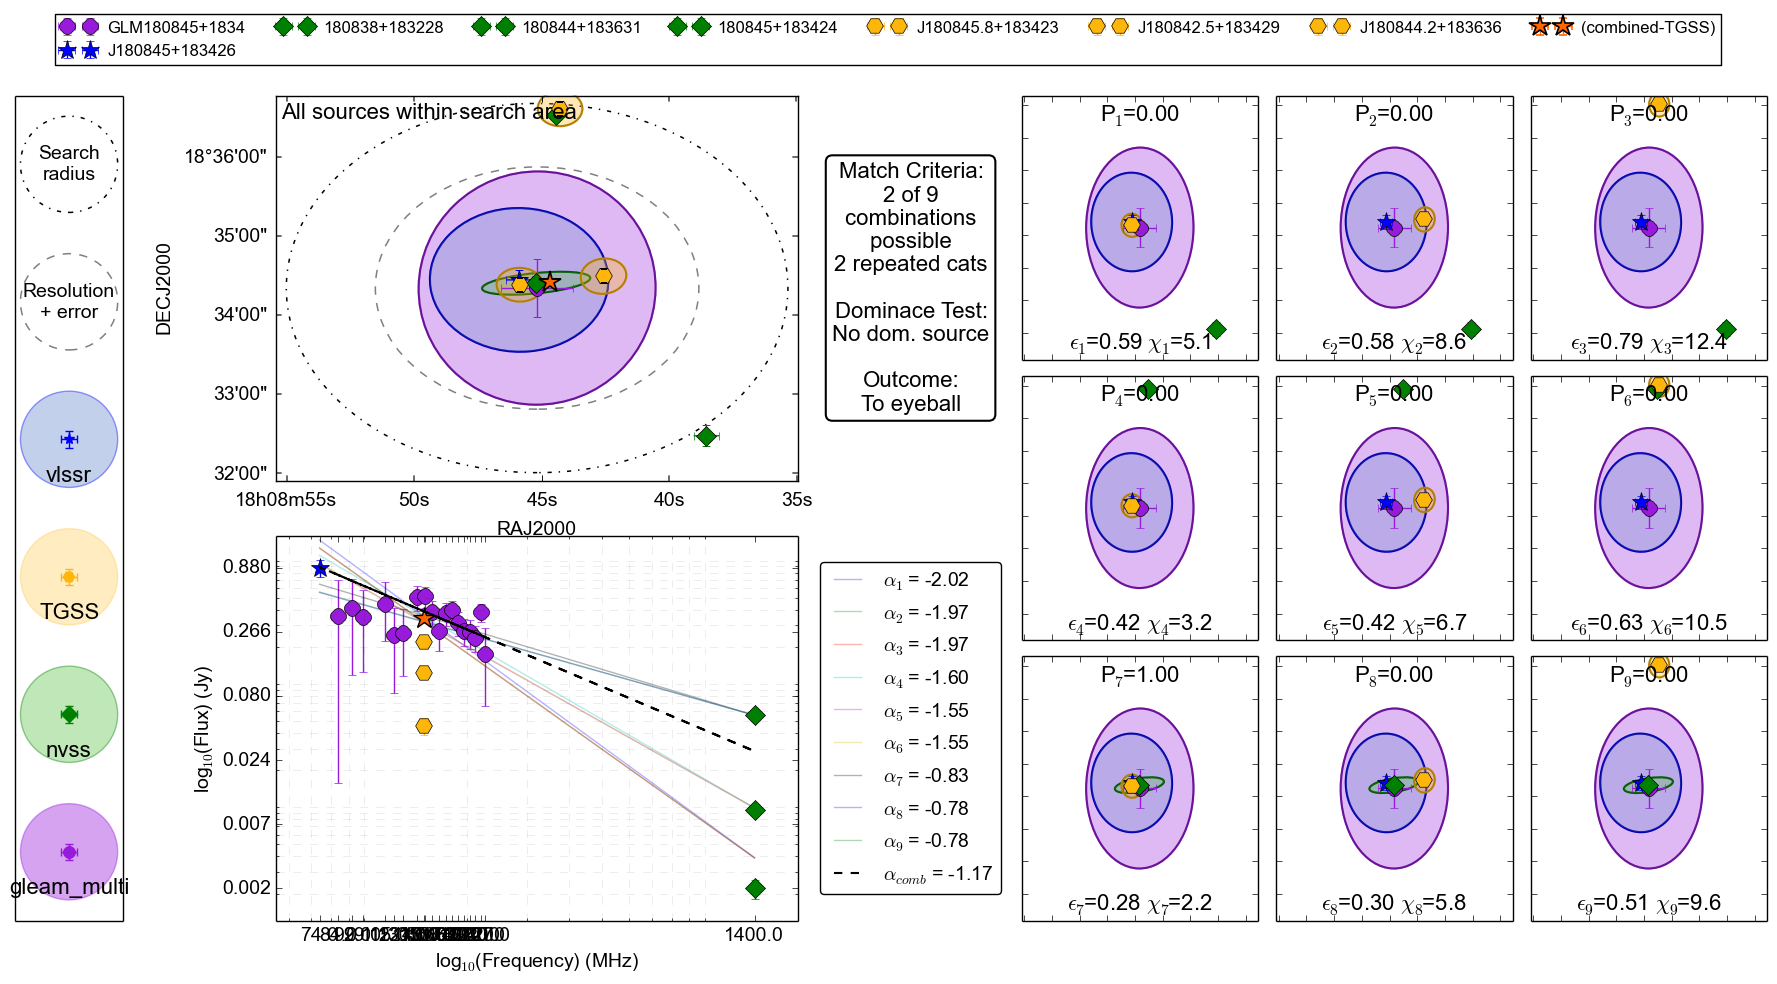 GLM180845+1834
180838+183228
180844+183631
180845+183424
J180845.8+183423
J180842.5+183429
J180844.2+183636
(combined-TGSS)
J180845+183426
Search
radius
Resolution
+ error
vlssr
TGSS
nvss
gleam_multi
All sources within search area
DECJ2000
18°36'00"
35'00"
34'00"
33'00"
32'00"
18h08m55s
50s
45s
40s
35s
RAJ2000
Match Criteria:
2 of 9
combinations
possible
2 repeated cats
Dominace Test:
No dom. source
Outcome:
To eyeball
log10(Flux) (Jy)
0.880
0.266
0.080
0.024
0.007
0.002
1400.0
log10(Frequency) (MHz)
α1 = -2.02
α2 = -1.97
α3 = -1.97
α4 = -1.60
α5 = -1.55
α6 = -1.55
α7 = -0.83
α8 = -0.78
α9 = -0.78
αcomb = -1.17
P1=0.00
ϵ1=0.59 χ1=5.1
P2=0.00
ϵ2=0.58 χ2=8.6
P3=0.00
ϵ3=0.79 χ3=12.4
P4=0.00
ϵ4=0.42 χ4=3.2
P5=0.00
ϵ5=0.42 χ5=6.7
P6=0.00
ϵ6=0.63 χ6=10.5
P7=1.00
ϵ7=0.28 χ7=2.2
P8=0.00
ϵ8=0.30 χ8=5.8
P9=0.00
ϵ9=0.51 χ9=9.6